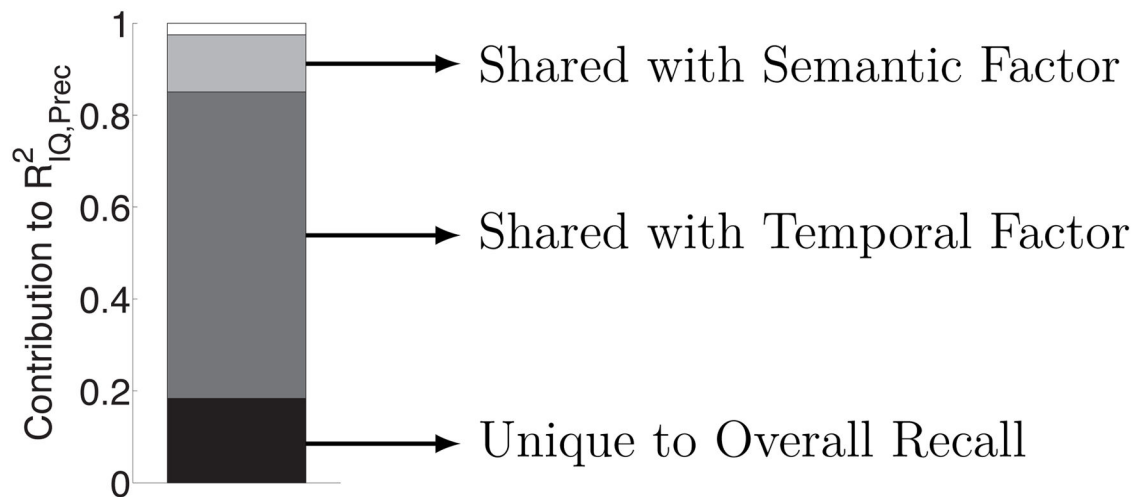 1
Shared with Semantic Factor
0.8
0.6
Shared with Temporal Factor
0.4
0.2
Unique to Overall Recall
0
Contribution to R²IQ,Prec